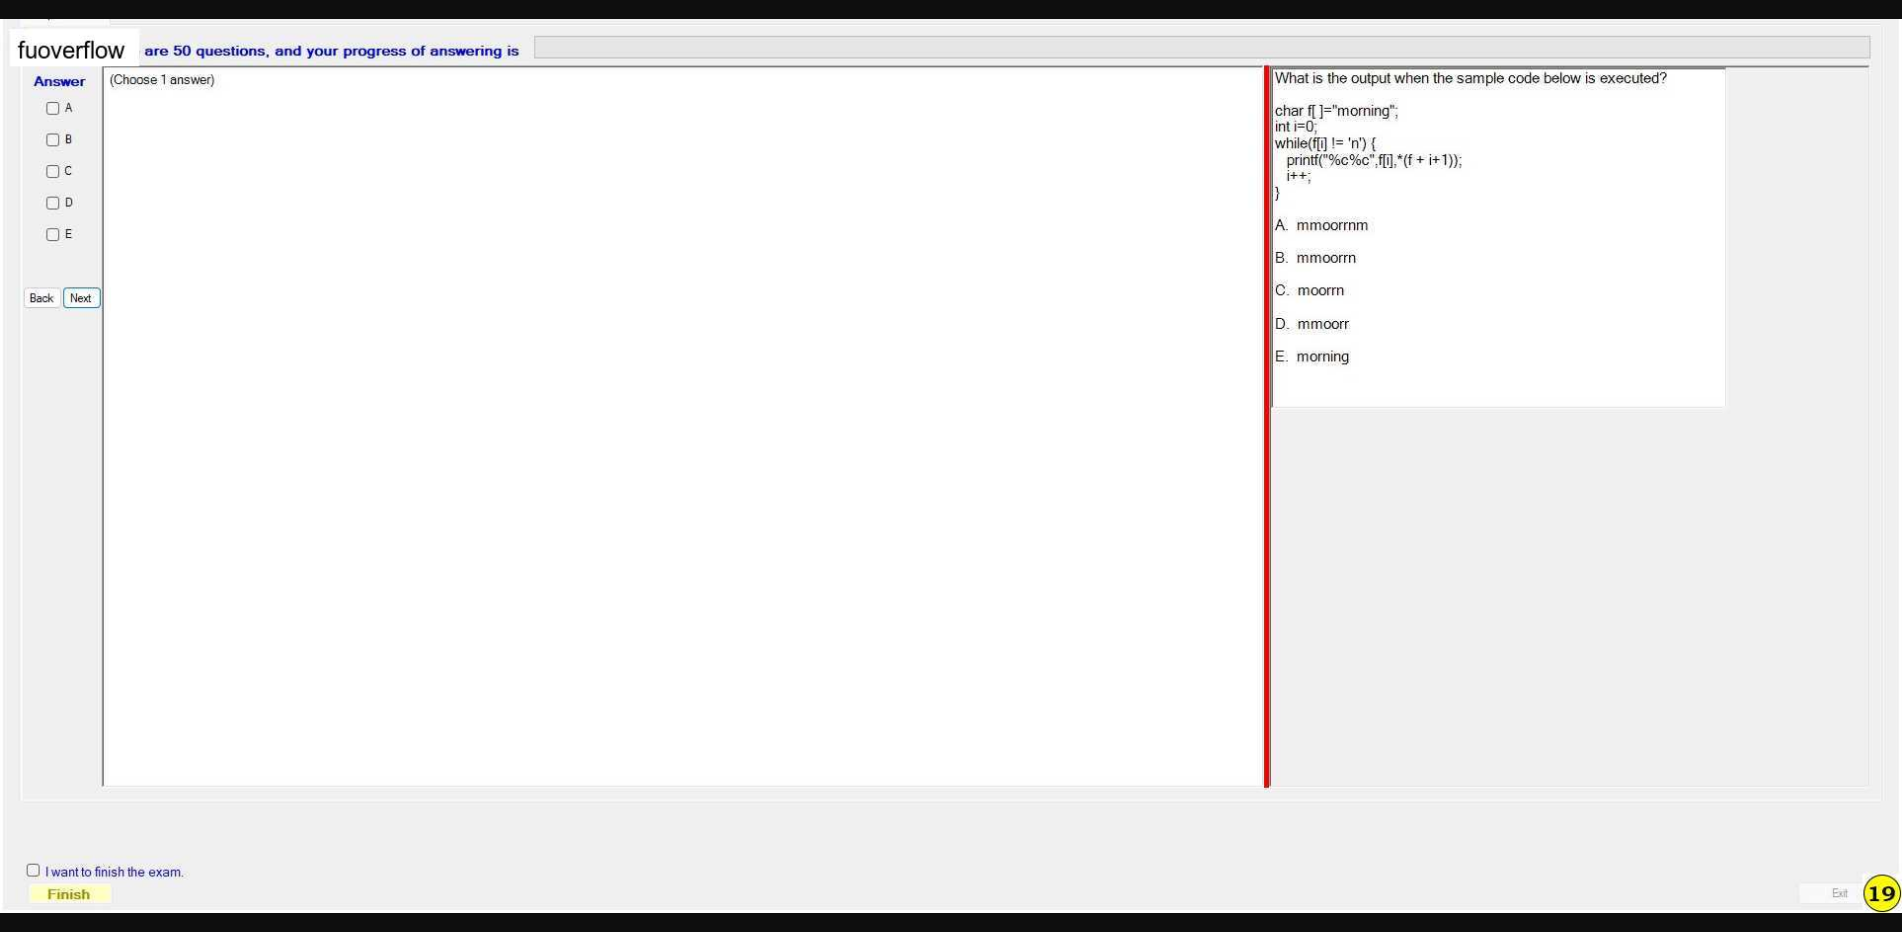 fuoverflow are 50 questions, and your progress of answering is
Answer
(Choose 1 answer)
A
B
C
D
E
Back Next
What is the output when the sample code below is executed?
char f[ ]="morning";
int i=0;
while(f[i] != 'n') {
printf("%c%c",f[i],*(f + i+1));
i++;
}
A. mmoorrnm
B. mmoorrn
C. moorrn
D. mmoorr
E. morning
I want to finish the exam.
Finish
Exit
19